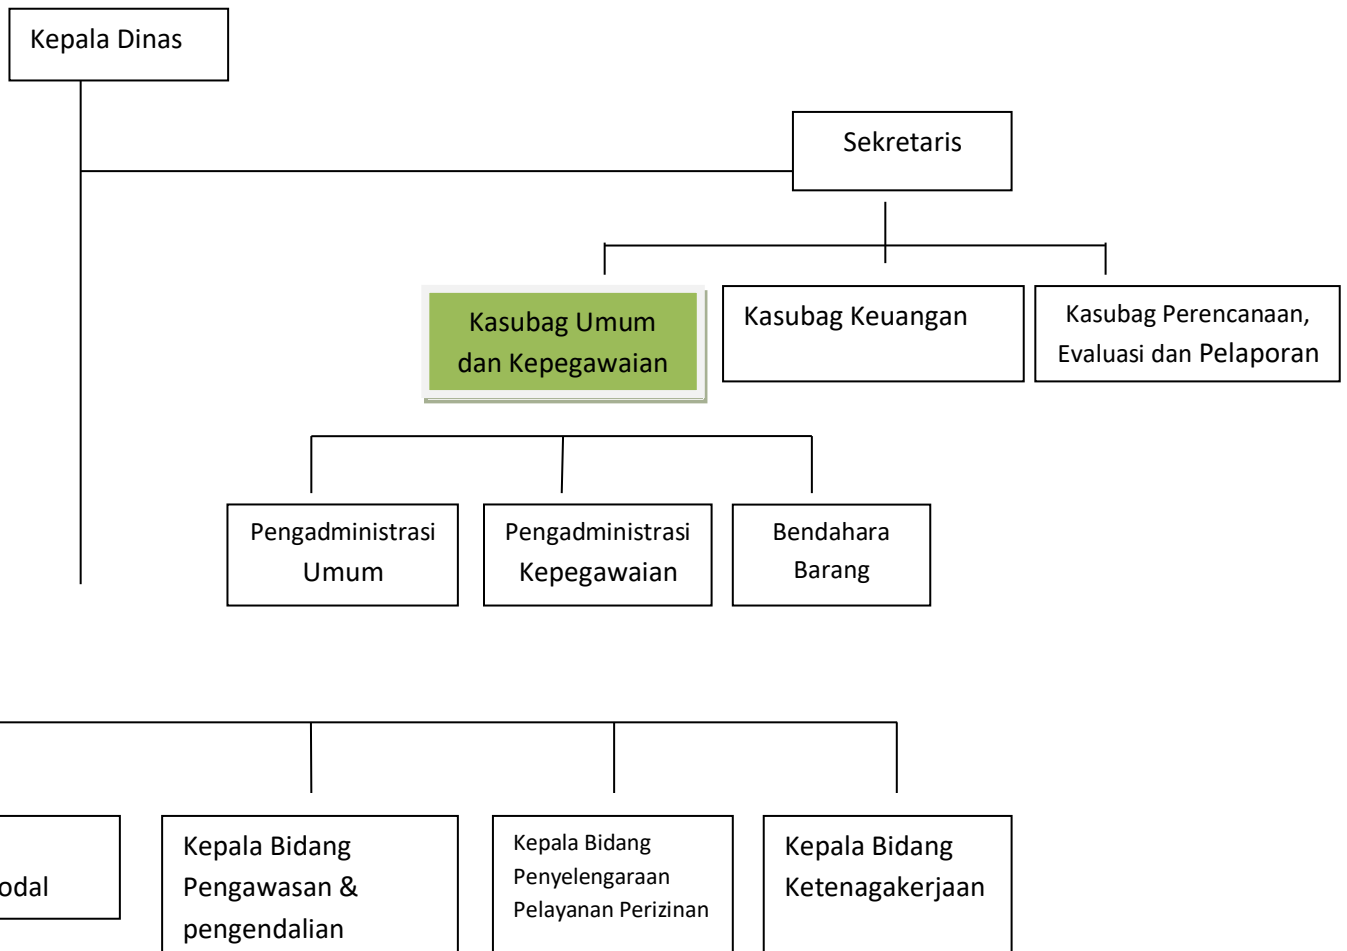 Kepala Dinas
Sekretaris
Kasubag Umum
dan Kepegawaian
Kasubag Keuangan
Kasubag Perencanaan,
Evaluasi dan Pelaporan
Pengadministrasi
Umum
Pengadministrasi
Kepegawaian
Bendahara
Barang
odal
Kepala Bidang
Pengawasan &
pengendalian
Kepala Bidang
Penyelengaraan
Pelayanan Perizinan
Kepala Bidang
Ketenagakerjaan